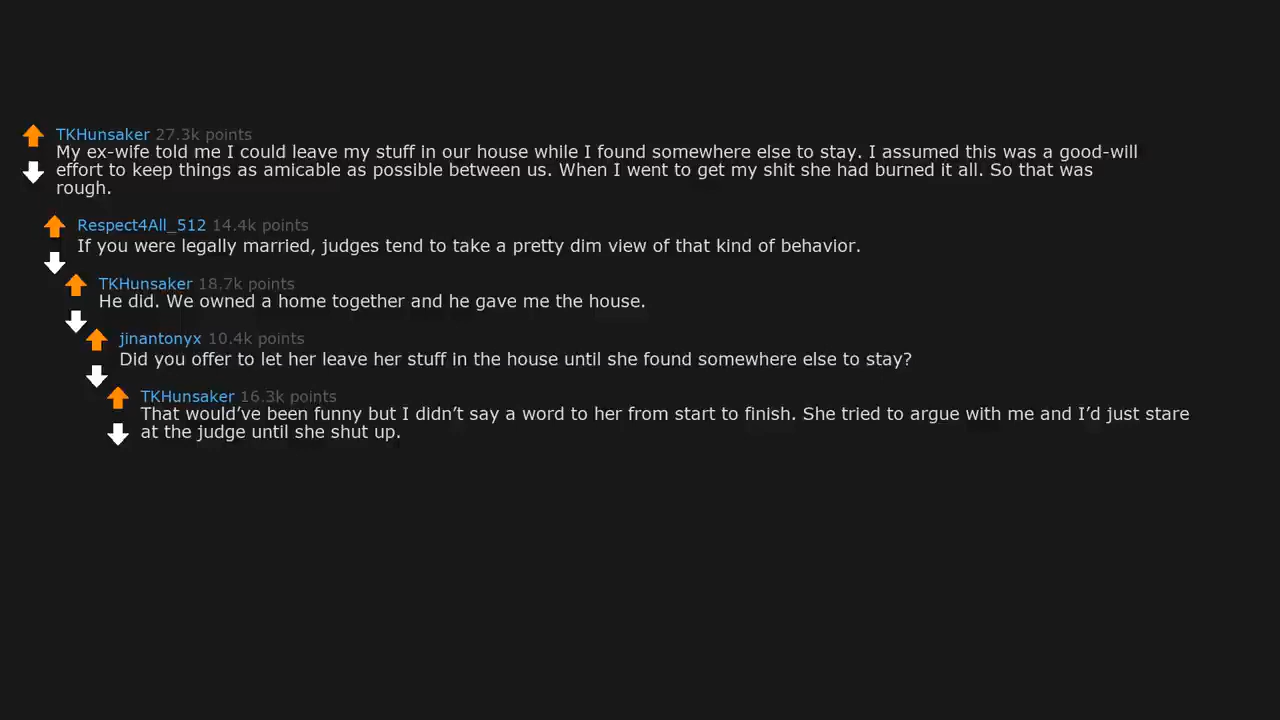 TKHunsaker 27.3k points
My ex-wife told me I could leave my stuff in our house while I found somewhere else to stay. I assumed this was a good-will
effort to keep things as amicable as possible between us. When I went to get my shit she had burned it all. So that was
rough.
Respect4All_512 14.4k points
If you were legally married, judges tend to take a pretty dim view of that kind of behavior.
TKHunsaker 18.7k points
He did. We owned a home together and he gave me the house.
jinantonyx 10.4k points
Did you offer to let her leave her stuff in the house until she found somewhere else to stay?
TKHunsaker 16.3k points
That would’ve been funny but I didn’t say a word to her from start to finish. She tried to argue with me and I’d just stare
at the judge until she shut up.